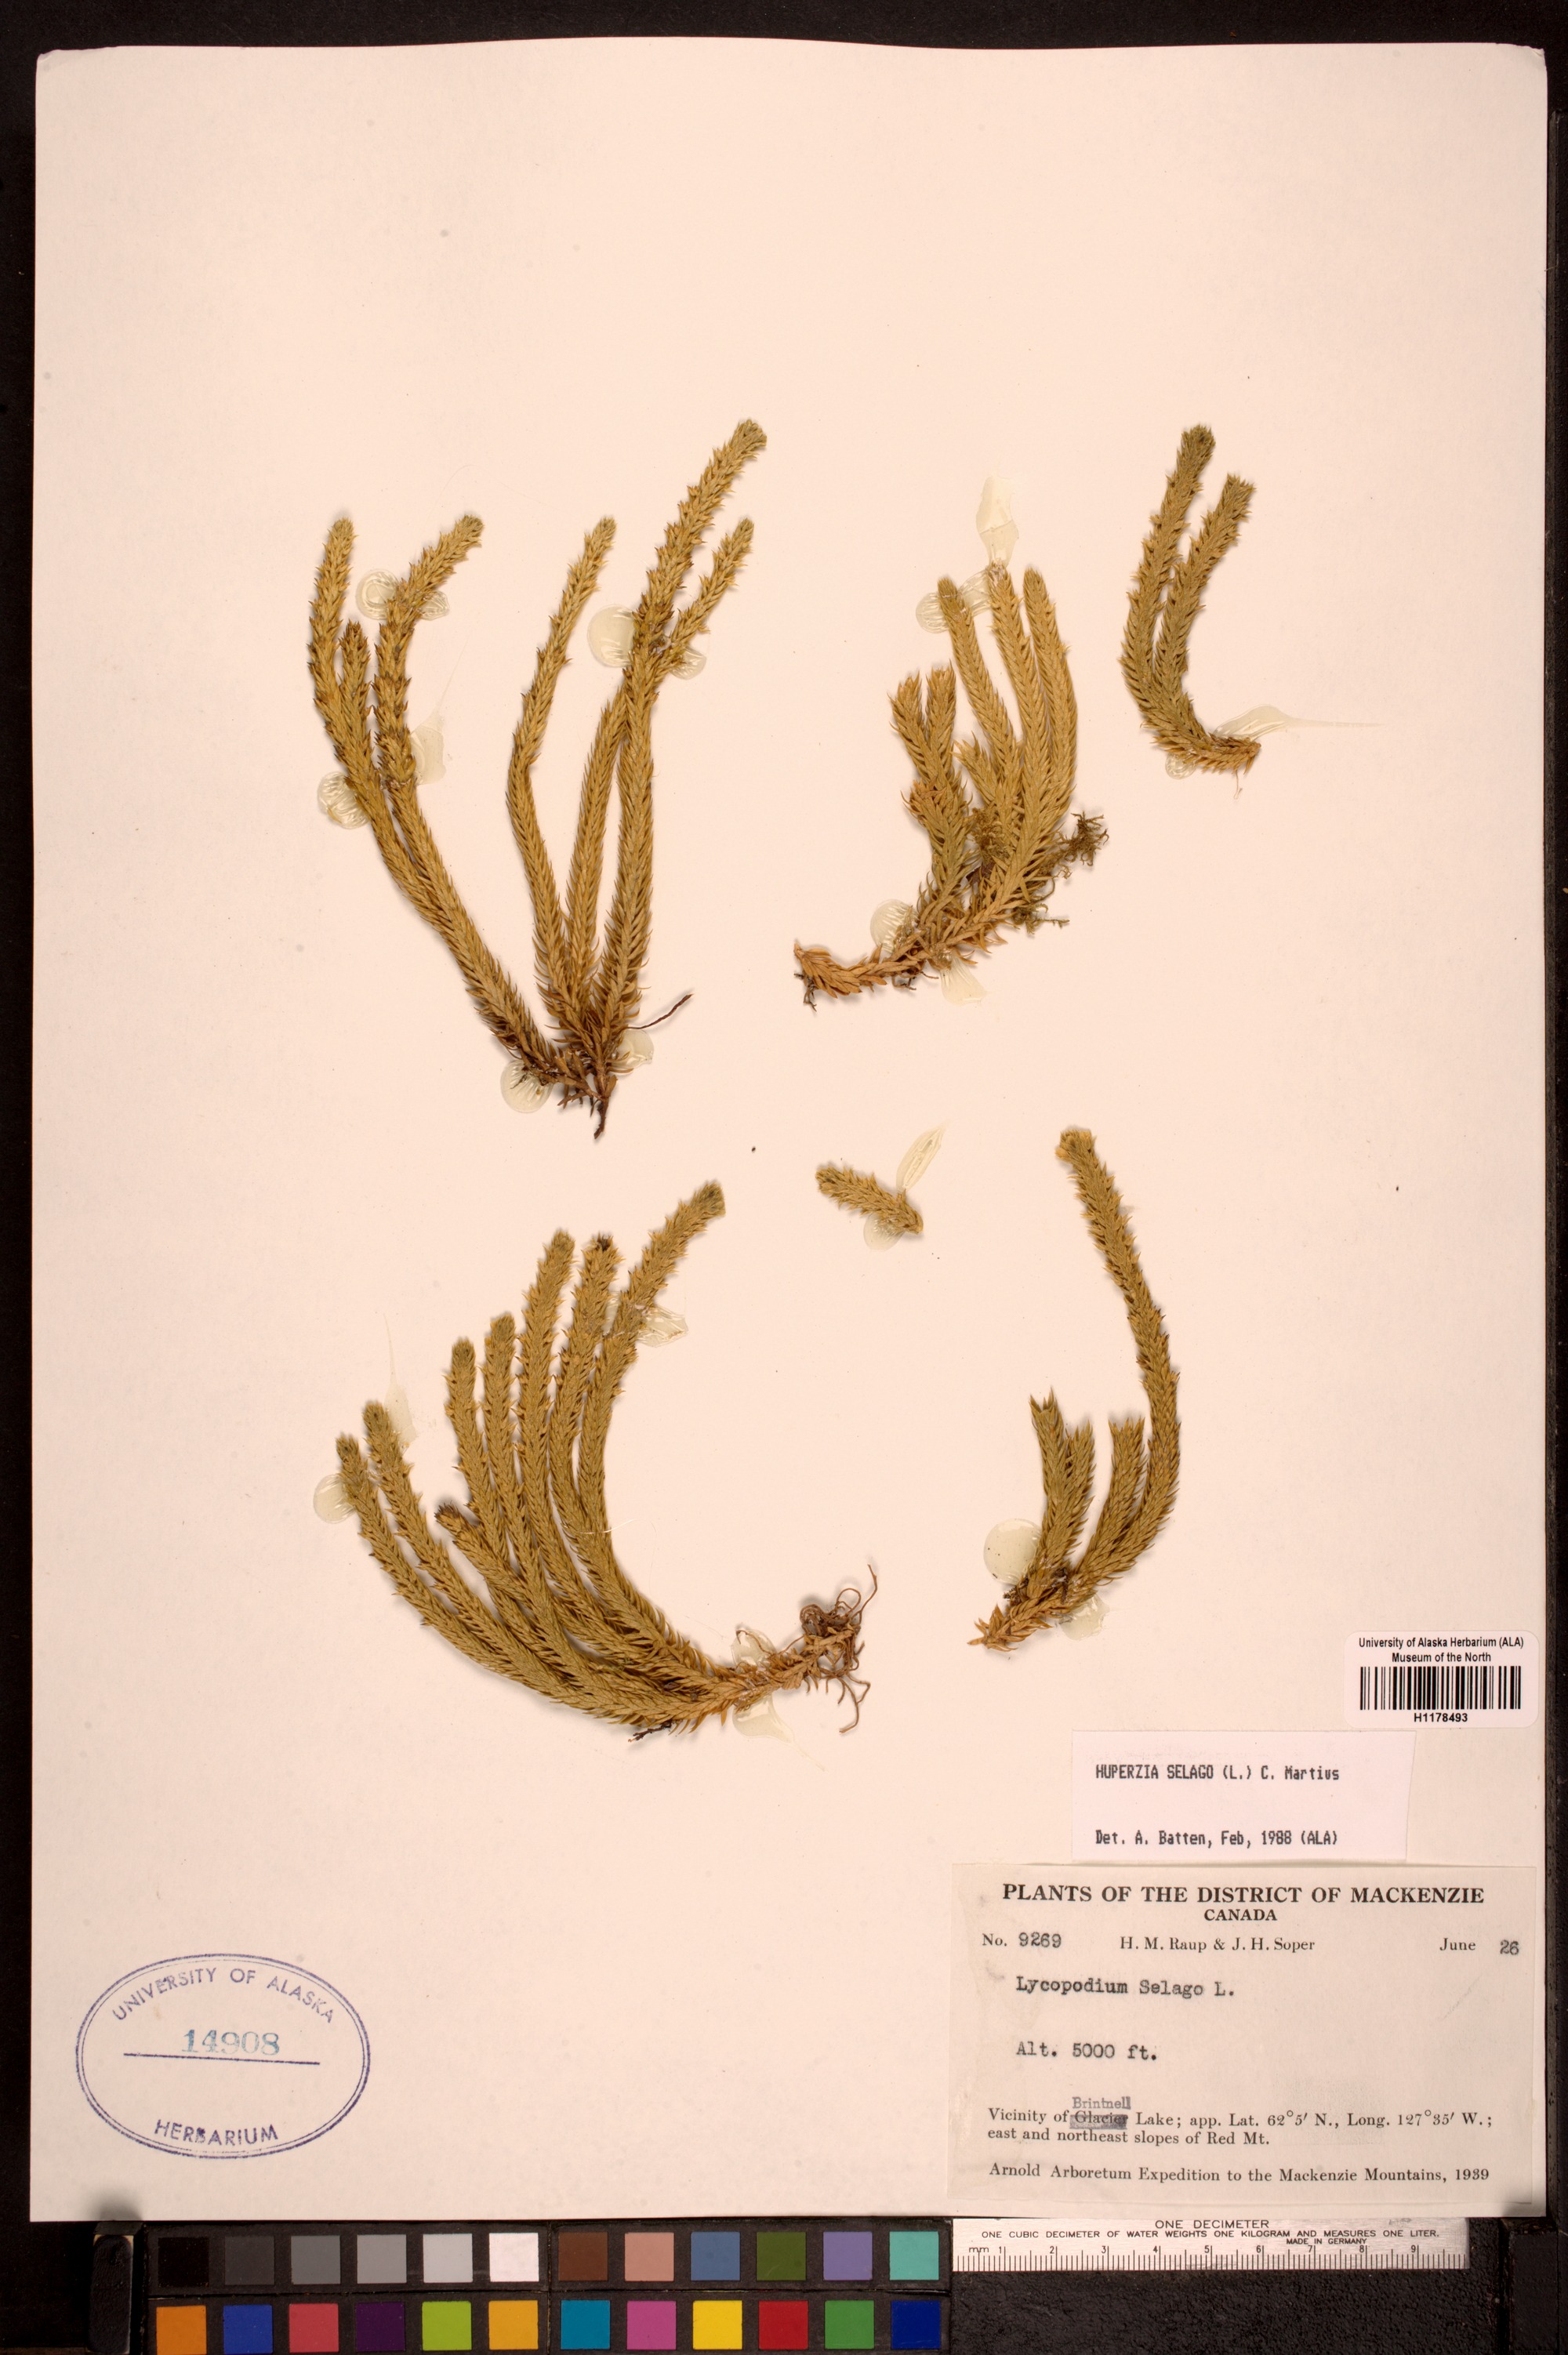 University of Alaska Herbarium (ALA)
Museum of the North
H1178493
HUPERZIA SELAGO (L.) C. Martius
Det. A. Batten, Feb, 1988 (ALA)
PLANTS OF THE DISTRICT OF MACKENZIE
CANADA
No. 9269 H. M. Raup & J. H. Soper June 26
Lycopodium Selago L.
Alt. 5000 ft.
Brintnell
Vicinity of Glacier Lake; app. Lat. 62°5′ N., Long. 127°35′ W.;
east and northeast slopes of Red Mt.
Arnold Arboretum Expedition to the Mackenzie Mountains, 1939
UNIVERSITY OF ALASKA
14908
HERBARIUM
ONE DECIMETER
ONE CUBIC DECIMETER OF WATER WEIGHTS ONE KILOGRAM AND MEASURES ONE LITER.
MADE IN GERMANY
mm 1 2 3 4 5 6 7 8 9